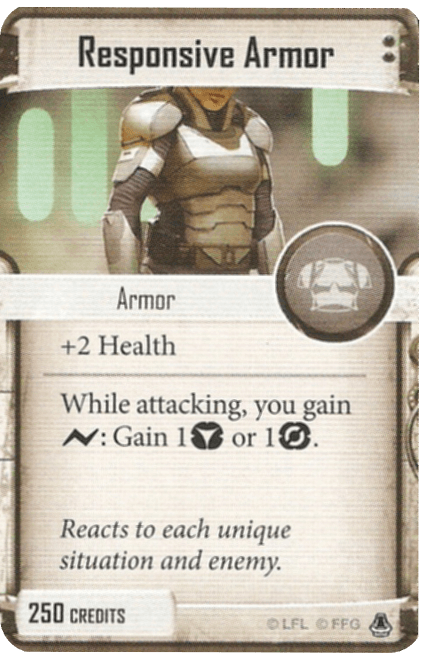 Responsive Armor
Armor
+2 Health
While attacking, you gain
: Gain 1 or 1.
Reacts to each unique
situation and enemy.
250 CREDITS
© LFL © FFG